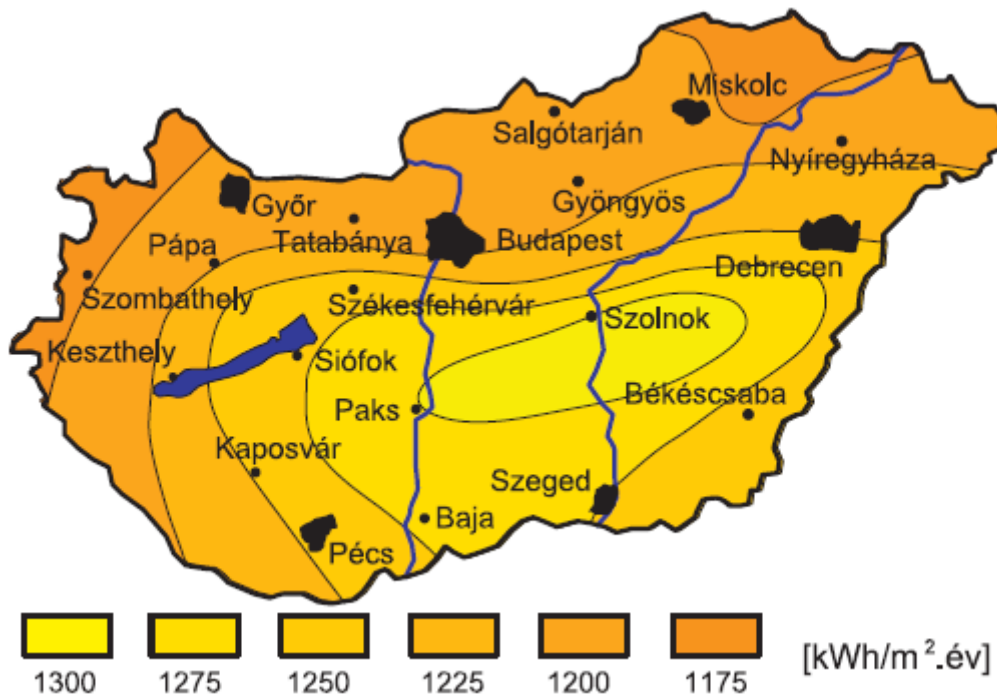 Miskolc
Salgótarján
Nyíregyháza
Győr
Gyöngyös
Tatabánya
Budapest
Pápa
Debrecen
Szombathely
Székesfehérvár
Szolnok
Keszthely
Siófok
Békéscsaba
Paks
Kaposvár
Szeged
Baja
Pécs
1300 1275 1250 1225 1200 1175 [kWh/m².év]